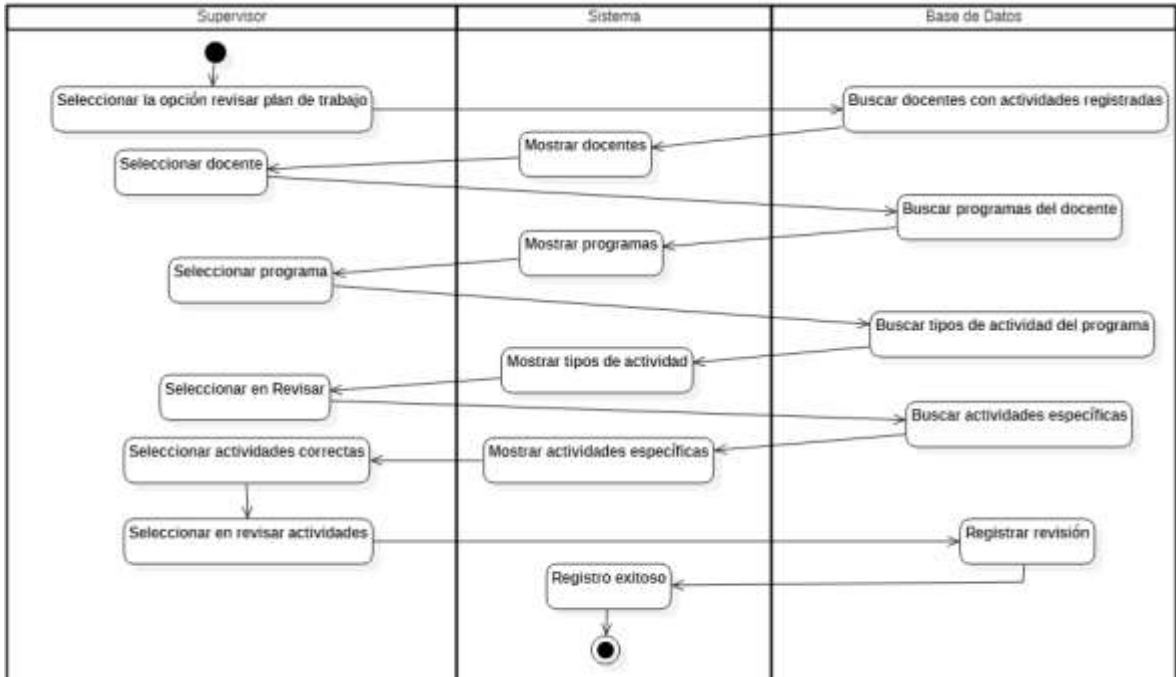 Supervisor
Sistema
Base de Datos
Seleccionar la opción revisar plan de trabajo
Buscar docentes con actividades registradas
Mostrar docentes
Seleccionar docente
Buscar programas del docente
Mostrar programas
Seleccionar programa
Buscar tipos de actividad del programa
Mostrar tipos de actividad
Seleccionar en Revisar
Buscar actividades específicas
Mostrar actividades específicas
Seleccionar actividades correctas
Seleccionar en revisar actividades
Registrar revisión
Registro exitoso